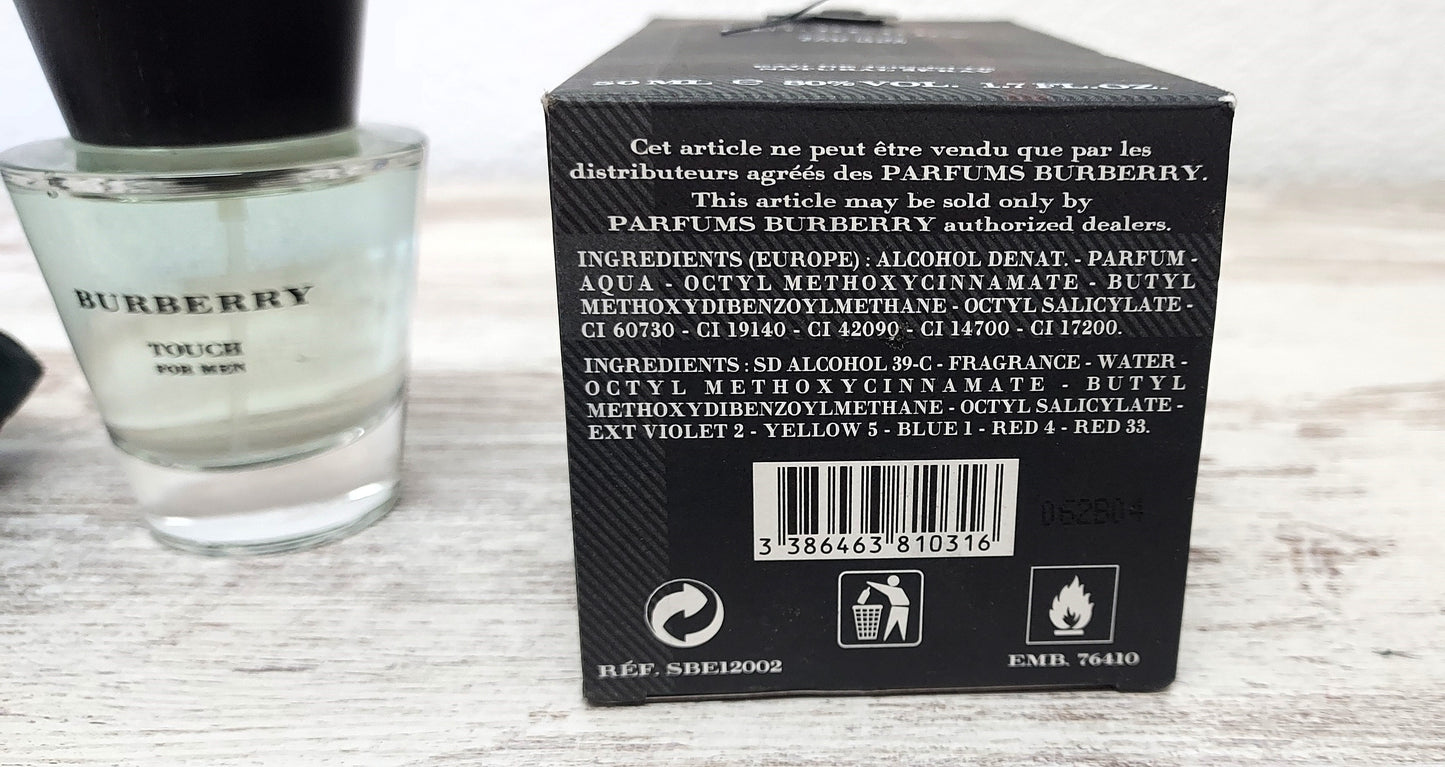 BURBERRY
TOUCH
FOR MEN
50 ML ℮ 80% VOL. 1.7 FL.OZ.
Cet article ne peut être vendu que par les
distributeurs agréés des PARFUMS BURBERRY.
This article may be sold only by
PARFUMS BURBERRY authorized dealers.
INGREDIENTS (EUROPE) : ALCOHOL DENAT. - PARFUM -
AQUA - OCTYL METHOXYCINNAMATE - BUTYL
METHOXYDIBENZOYLMETHANE - OCTYL SALICYLATE -
CI 60730 - CI 19140 - CI 42090 - CI 14700 - CI 17200.
INGREDIENTS : SD ALCOHOL 39-C - FRAGRANCE - WATER -
OCTYL METHOXYCINNAMATE - BUTYL
METHOXYDIBENZOYLMETHANE - OCTYL SALICYLATE -
EXT VIOLET 2 - YELLOW 5 - BLUE 1 - RED 4 - RED 33.
3 386463 810316
062B04
RÉF. SBE12002
EMB. 76410